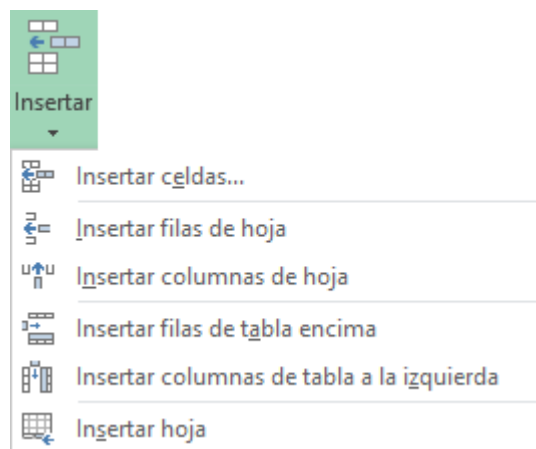 Insertar
Insertar celdas...
Insertar filas de hoja
Insertar columnas de hoja
Insertar filas de tabla encima
Insertar columnas de tabla a la izquierda
Insertar hoja